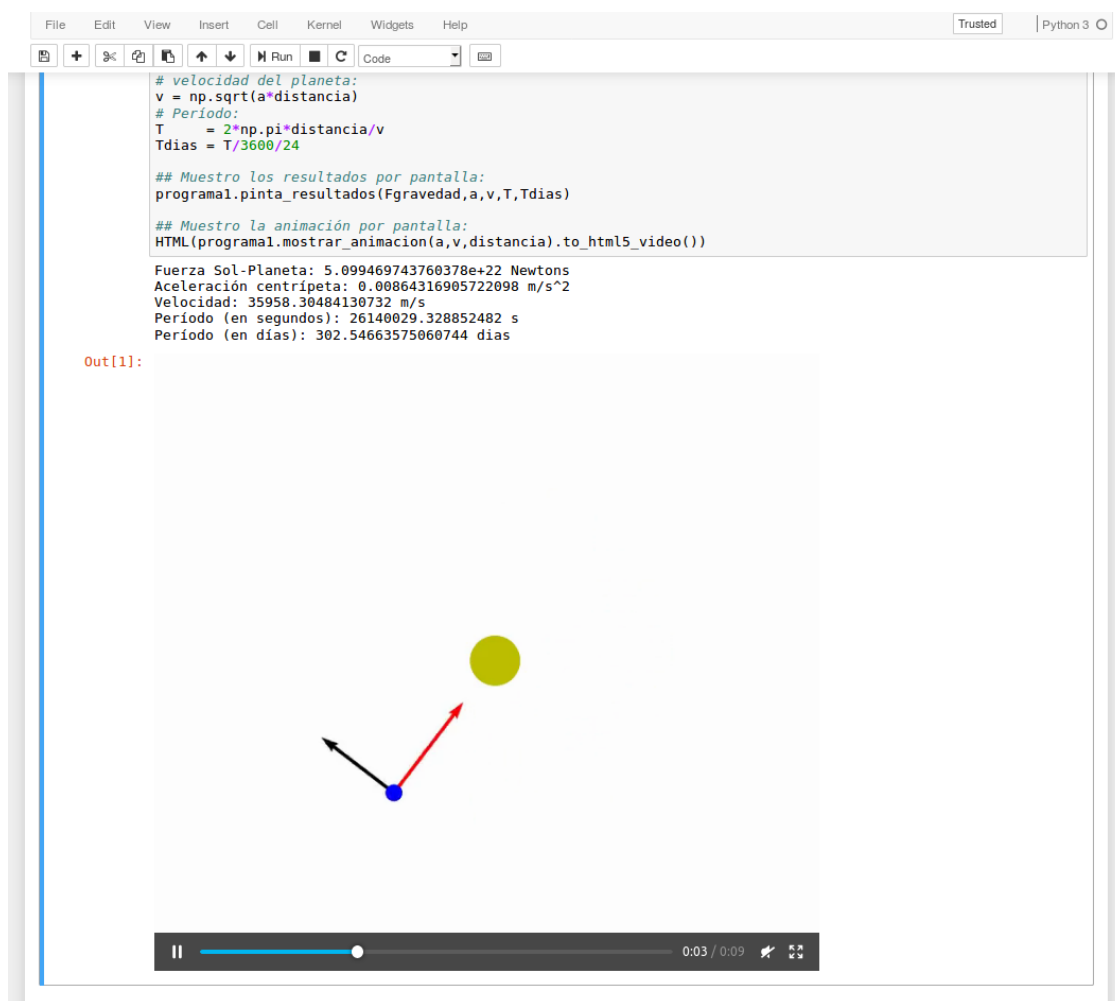 File Edit View Insert Cell Kernel Widgets Help Trusted Python 3
Run Code
# velocidad del planeta:
v = np.sqrt(a*distancia)
# Período:
T     = 2*np.pi*distancia/v
Tdias = T/3600/24
## Muestro los resultados por pantalla:
programa1.pinta_resultados(Fgravedad,a,v,T,Tdias)
## Muestro la animación por pantalla:
HTML(programa1.mostrar_animacion(a,v,distancia).to_html5_video())
Fuerza Sol-Planeta: 5.099469743760378e+22 Newtons
Aceleración centrípeta: 0.00864316905722098 m/s^2
Velocidad: 35958.30484130732 m/s
Período (en segundos): 26140029.328852482 s
Período (en días): 302.54663575060744 dias
Out[1]:
0:03 / 0:09